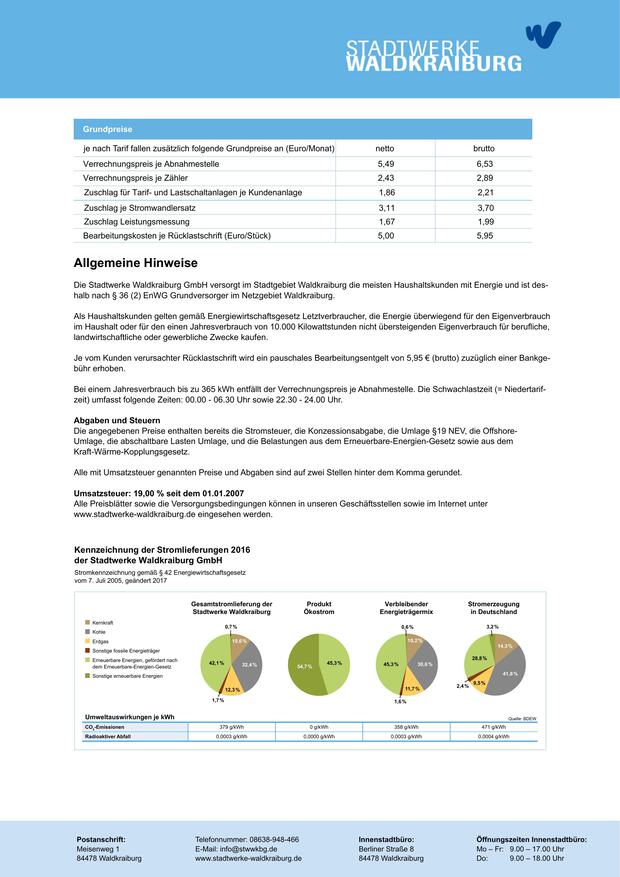 STADTWERKE
WALDKRAIBURG
Grundpreise
je nach Tarif fallen zusätzlich folgende Grundpreise an (Euro/Monat) netto brutto
Verrechnungspreis je Abnahmestelle 5,49 6,53
Verrechnungspreis je Zähler 2,43 2,89
Zuschlag für Tarif- und Lastschaltanlagen je Kundenanlage 1,86 2,21
Zuschlag je Stromwandlersatz 3,11 3,70
Zuschlag Leistungsmessung 1,67 1,99
Bearbeitungskosten je Rücklastschrift (Euro/Stück) 5,00 5,95
Allgemeine Hinweise
Die Stadtwerke Waldkraiburg GmbH versorgt im Stadtgebiet Waldkraiburg die meisten Haushaltskunden mit Energie und ist des-
halb nach § 36 (2) EnWG Grundversorger im Netzgebiet Waldkraiburg.
Als Haushaltskunden gelten gemäß Energiewirtschaftsgesetz Letztverbraucher, die Energie überwiegend für den Eigenverbrauch
im Haushalt oder für den einen Jahresverbrauch von 10.000 Kilowattstunden nicht übersteigenden Eigenverbrauch für berufliche,
landwirtschaftliche oder gewerbliche Zwecke kaufen.
Je vom Kunden verursachter Rücklastschrift wird ein pauschales Bearbeitungsentgelt von 5,95 € (brutto) zuzüglich einer Bankge-
bühr erhoben.
Bei einem Jahresverbrauch bis zu 365 kWh entfällt der Verrechnungspreis je Abnahmestelle. Die Schwachlastzeit (= Niedertarif-
zeit) umfasst folgende Zeiten: 00.00 - 06.30 Uhr sowie 22.30 - 24.00 Uhr.
Abgaben und Steuern
Die angegebenen Preise enthalten bereits die Stromsteuer, die Konzessionsabgabe, die Umlage §19 NEV, die Offshore-
Umlage, die abschaltbare Lasten Umlage, und die Belastungen aus dem Erneuerbare-Energien-Gesetz sowie aus dem
Kraft-Wärme-Kopplungsgesetz.
Alle mit Umsatzsteuer genannten Preise und Abgaben sind auf zwei Stellen hinter dem Komma gerundet.
Umsatzsteuer: 19,00 % seit dem 01.01.2007
Alle Preisblätter sowie die Versorgungsbedingungen können in unseren Geschäftsstellen sowie im Internet unter
www.stadtwerke-waldkraiburg.de eingesehen werden.
Kennzeichnung der Stromlieferungen 2016
der Stadtwerke Waldkraiburg GmbH
Stromkennzeichnung gemäß § 42 Energiewirtschaftsgesetz
vom 7. Juli 2005, geändert 2017
Kernkraft
Kohle
Erdgas
Sonstige fossile Energieträger
Erneuerbare Energien, gefördert nach
dem Erneuerbare-Energien-Gesetz
Sonstige erneuerbare Energien
Gesamtstromlieferung der
Stadtwerke Waldkraiburg
0,7%
10,8%
32,4%
12,3%
1,7%
42,1%
Produkt
Ökostrom
54,7%
45,3%
Verbleibender
Energieträgermix
0,6%
10,2%
30,6%
11,7%
1,6%
45,3%
Stromerzeugung
in Deutschland
3,2%
14,3%
41,8%
9,5%
2,4%
28,8%
Umweltauswirkungen je kWh Quelle: BDEW
CO2-Emissionen 379 g/kWh 0 g/kWh 358 g/kWh 471 g/kWh
Radioaktiver Abfall 0,0003 g/kWh 0,0000 g/kWh 0,0003 g/kWh 0,0004 g/kWh
Postanschrift:
Meisenweg 1
84478 Waldkraiburg
Telefonnummer: 08638-948-466
E-Mail: info@stwwkbg.de
www.stadtwerke-waldkraiburg.de
Innenstadtbüro:
Berliner Straße 8
84478 Waldkraiburg
Öffnungszeiten Innenstadtbüro:
Mo – Fr: 9.00 – 17.00 Uhr
Do: 9.00 – 18.00 Uhr